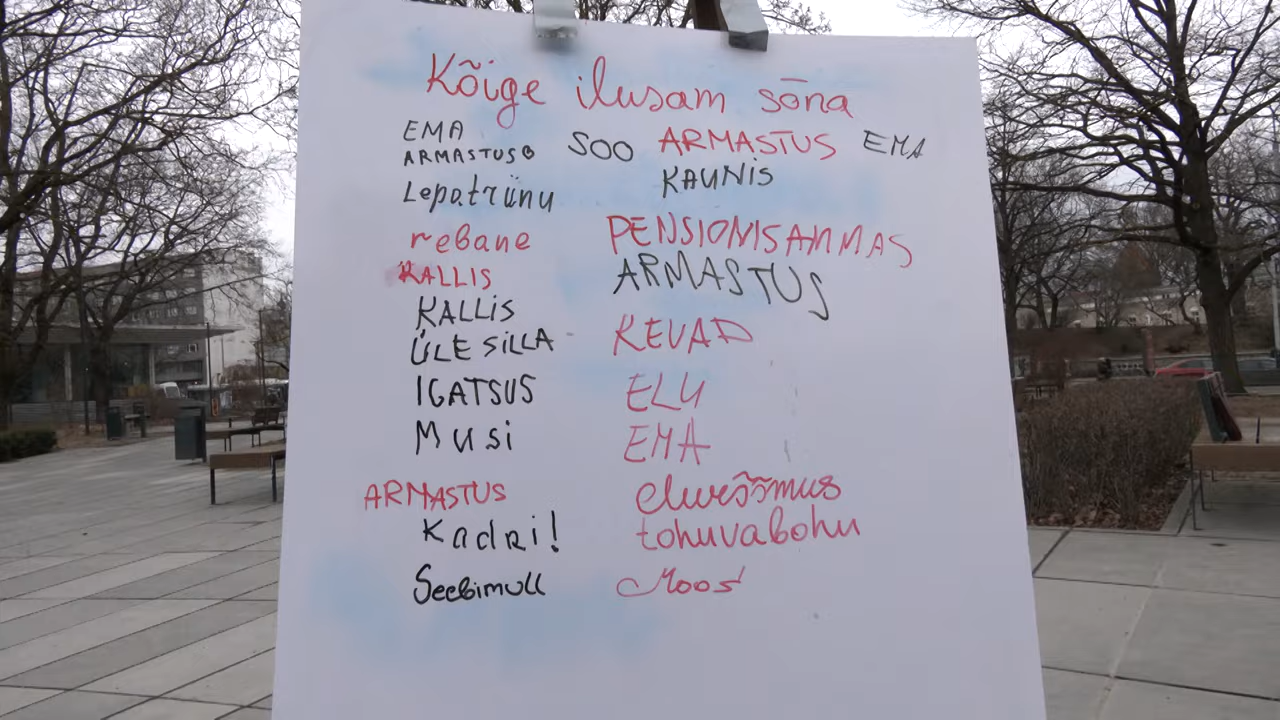 Kõige ilusam sõna
EMA
ARMASTUS
Lepatriinu
rebane
KALLIS
KALLIS
ÜLE SILLA
IGATSUS
Musi
ARMASTUS
Kadri!
Seebimull
SOO ARMASTUS EMA
KAUNIS
PENSIONISAMMAS
ARMASTUS
KEVAD
ELU
EMA
elurõõmus
tohuvabohu
Moos